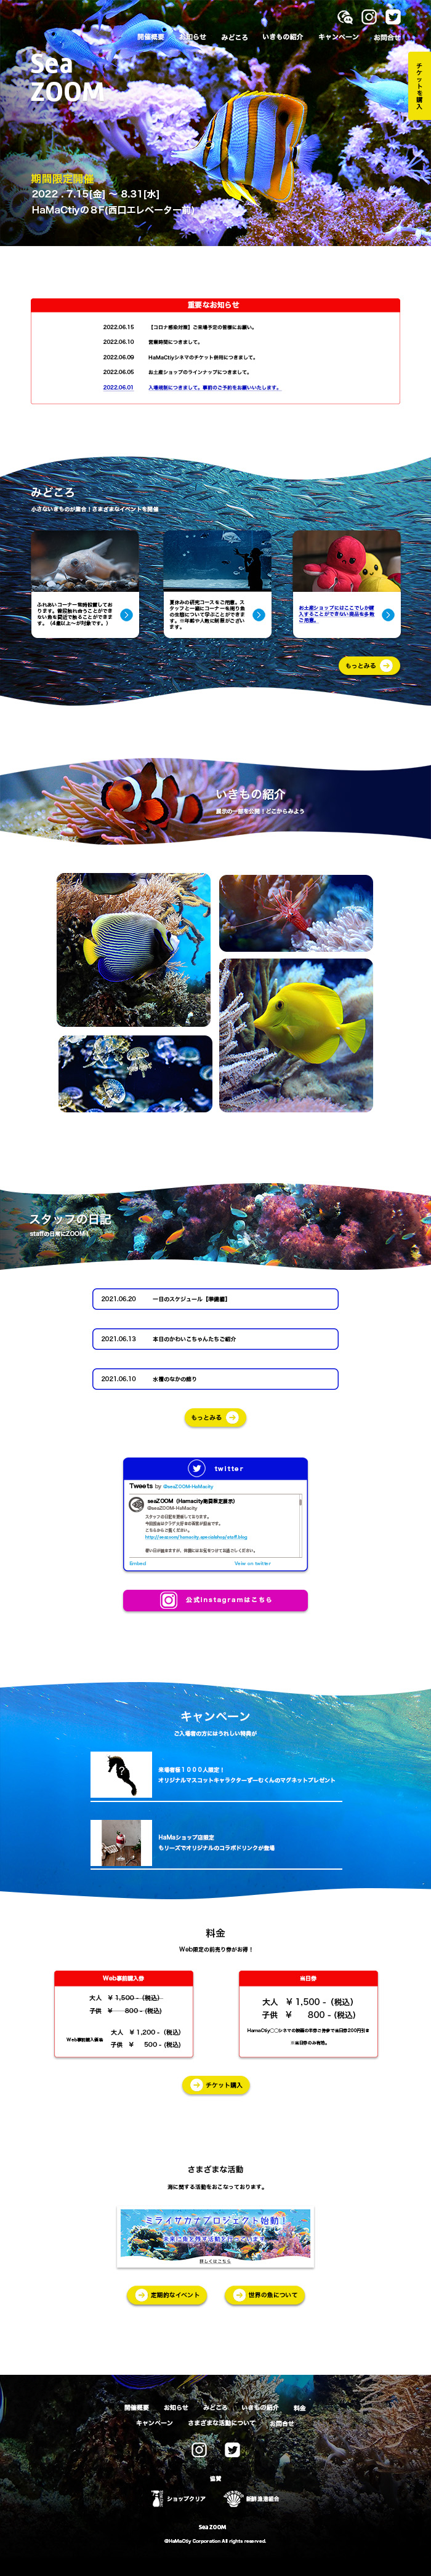 開催概要 お知らせ みどころ いきもの紹介 キャンペーン お問合せ
チケットを購入
Sea
ZOOM
期間限定開催
2022 . 7.15[金] ～ 8.31[水]
HaMaCtiyの８F(西口エレベーター前)
重要なお知らせ
2022.06.15 【コロナ感染対策】ご来場予定の皆様にお願い。
2022.06.10 営業時間につきまして。
2022.06.09 HaMaCtiyシネマのチケット併用につきまして。
2022.06.05 お土産ショップのラインナップにつきまして。
2022.06.01 入場規制につきまして。事前のご予約をお願いいたします。
みどころ
小さないきものが集合！さまざまなイベントを開催
ふれあいコーナー常時設置しております。普段触れ合うことができない魚を間近で触ることができます。（4歳以上～が対象です。）
夏休みの研究コースをご用意。スタッフと一緒にコーナーを周り魚の生態について学ぶことができます。※年齢や人数に制限がございます。
お土産ショップにはここでしか購入することができない商品を多数ご用意。
もっとみる
いきもの紹介
展示の一部を公開！どこからみよう
スタッフの日記
staffの日常にZOOM！
2021.06.20 一日のスケジュール【準備編】
2021.06.13 本日のかわいこちゃんたちご紹介
2021.06.10 水槽のなかの飾り
もっとみる
twitter
Tweets by @seaZOOM-HaMacity
seaZOOM（Hamacity期間限定展示）
@seaZOOM-HaMacity
スタッフの日記を更新しております。
今回担当はクラゲ大好きの森長が担当です。
こちらからご覧ください。
Embed View on twitter
公式instagramはこちら
キャンペーン
ご入場者の方にはうれしい特典が
?
来場者様１０００人限定！
オリジナルマスコットキャラクターずーむくんのマグネットプレゼント
HaMaショップ店限定
もリーズでオリジナルのコラボドリンクが登場
料金
Web限定の前売り券がお得！
Web事前購入券
大人 ¥ 1,500 -（税込）
子供 ¥ 800 - (税込)
Web事前購入価格
大人 ¥ 1,200 -（税込）
子供 ¥ 500 - (税込)
当日券
大人 ¥ 1,500 -（税込）
子供 ¥ 800 - (税込)
HamaCtiy◯◯シネマの映画の半券ご持参で当日券200円引き
※当日券のみ有効。
チケット購入
さまざまな活動
海に関する活動をおこなっております。
ミライサカナプロジェクト始動！
未来に魚を残す活動を行っています
詳しくはこちら
定期的なイベント
世界の魚について
開催概要 お知らせ みどころ いきもの紹介 料金
キャンペーン さまざまな活動について お問合せ
協賛
ショップクリア
朝鮮漁港組合
Sea ZOOM
@HaMaCtiy Corporation All rights reserved.